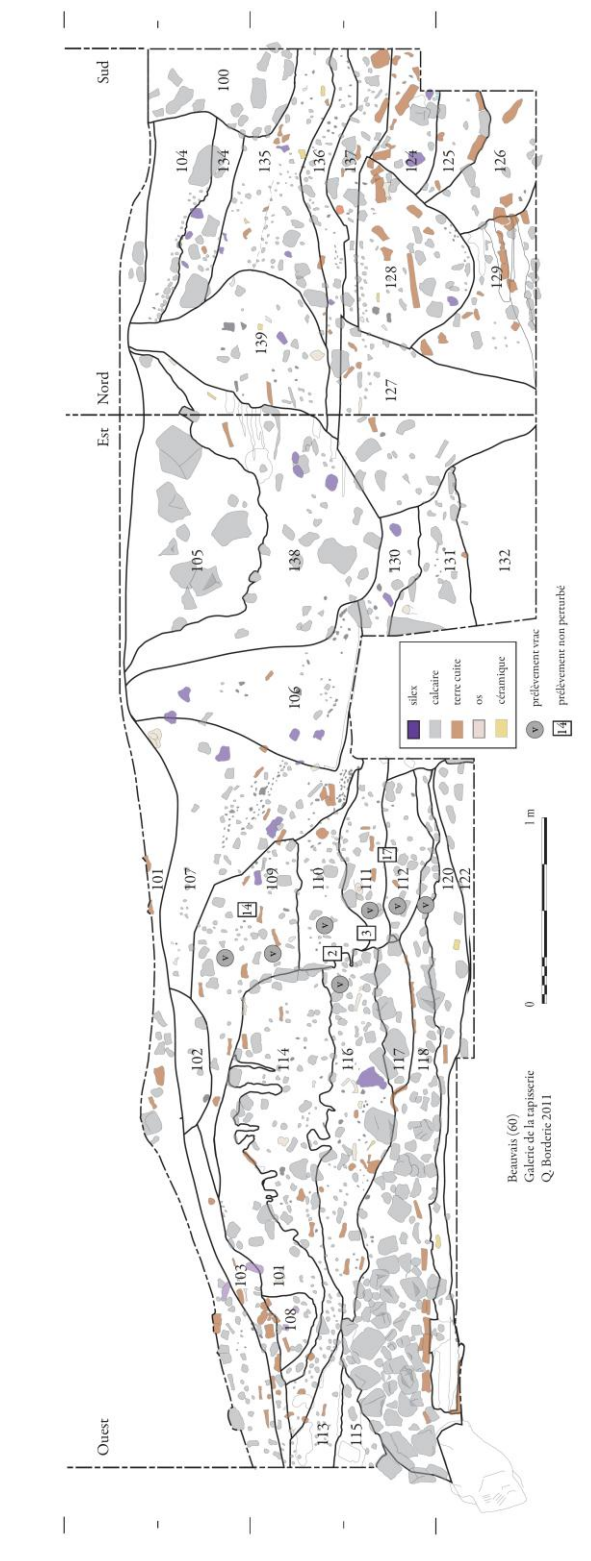 Ouest
Est
Nord
Sud
101
107
102
103
101
108
113
115
114
116
117
118
109
110
111
112
120
122
14
2
3
17
v
v
v
v
v
v
v
106
105
138
130
131
132
139
127
128
129
104
134
135
100
136
137
124
125
126
silex
calcaire
terre cuite
os
céramique
v prélèvement vrac
14 prélèvement non perturbé
0 1 m
Beauvais (60)
Galerie de la tapisserie
Q. Borderie 2011